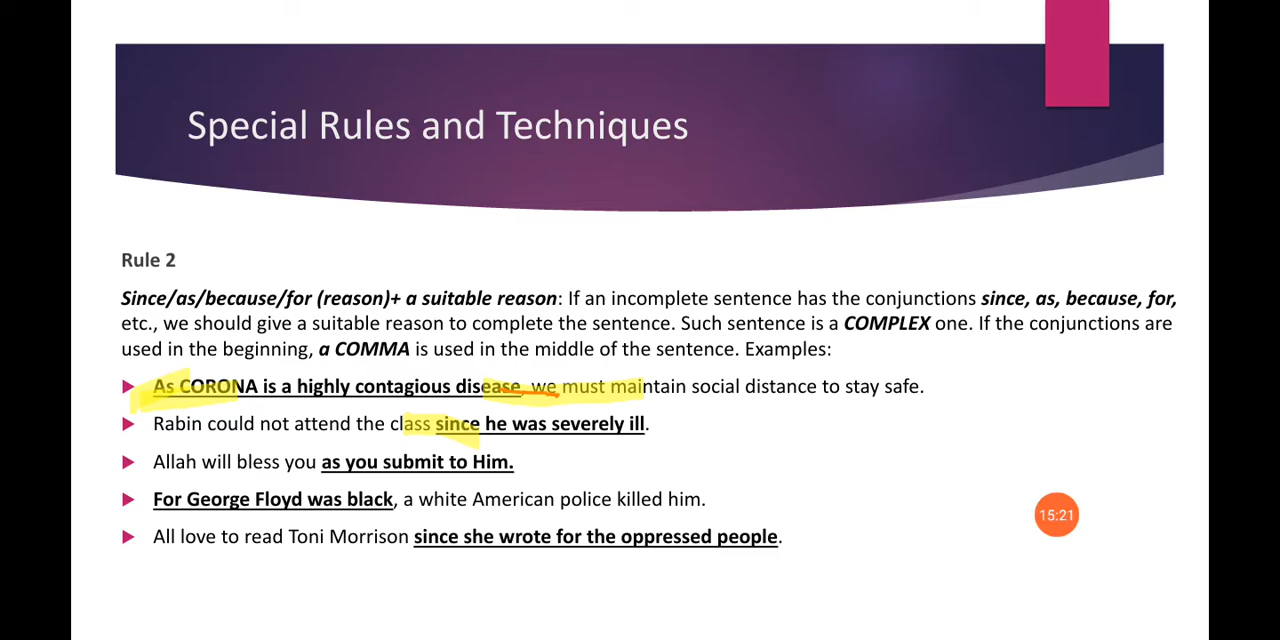 Special Rules and Techniques
Rule 2
Since/as/because/for (reason)+ a suitable reason: If an incomplete sentence has the conjunctions since, as, because, for,
etc., we should give a suitable reason to complete the sentence. Such sentence is a COMPLEX one. If the conjunctions are
used in the beginning, a COMMA is used in the middle of the sentence. Examples:
As CORONA is a highly contagious disease, we must maintain social distance to stay safe.
Rabin could not attend the class since he was severely ill.
Allah will bless you as you submit to Him.
For George Floyd was black, a white American police killed him.
15:21
All love to read Toni Morrison since she wrote for the oppressed people.